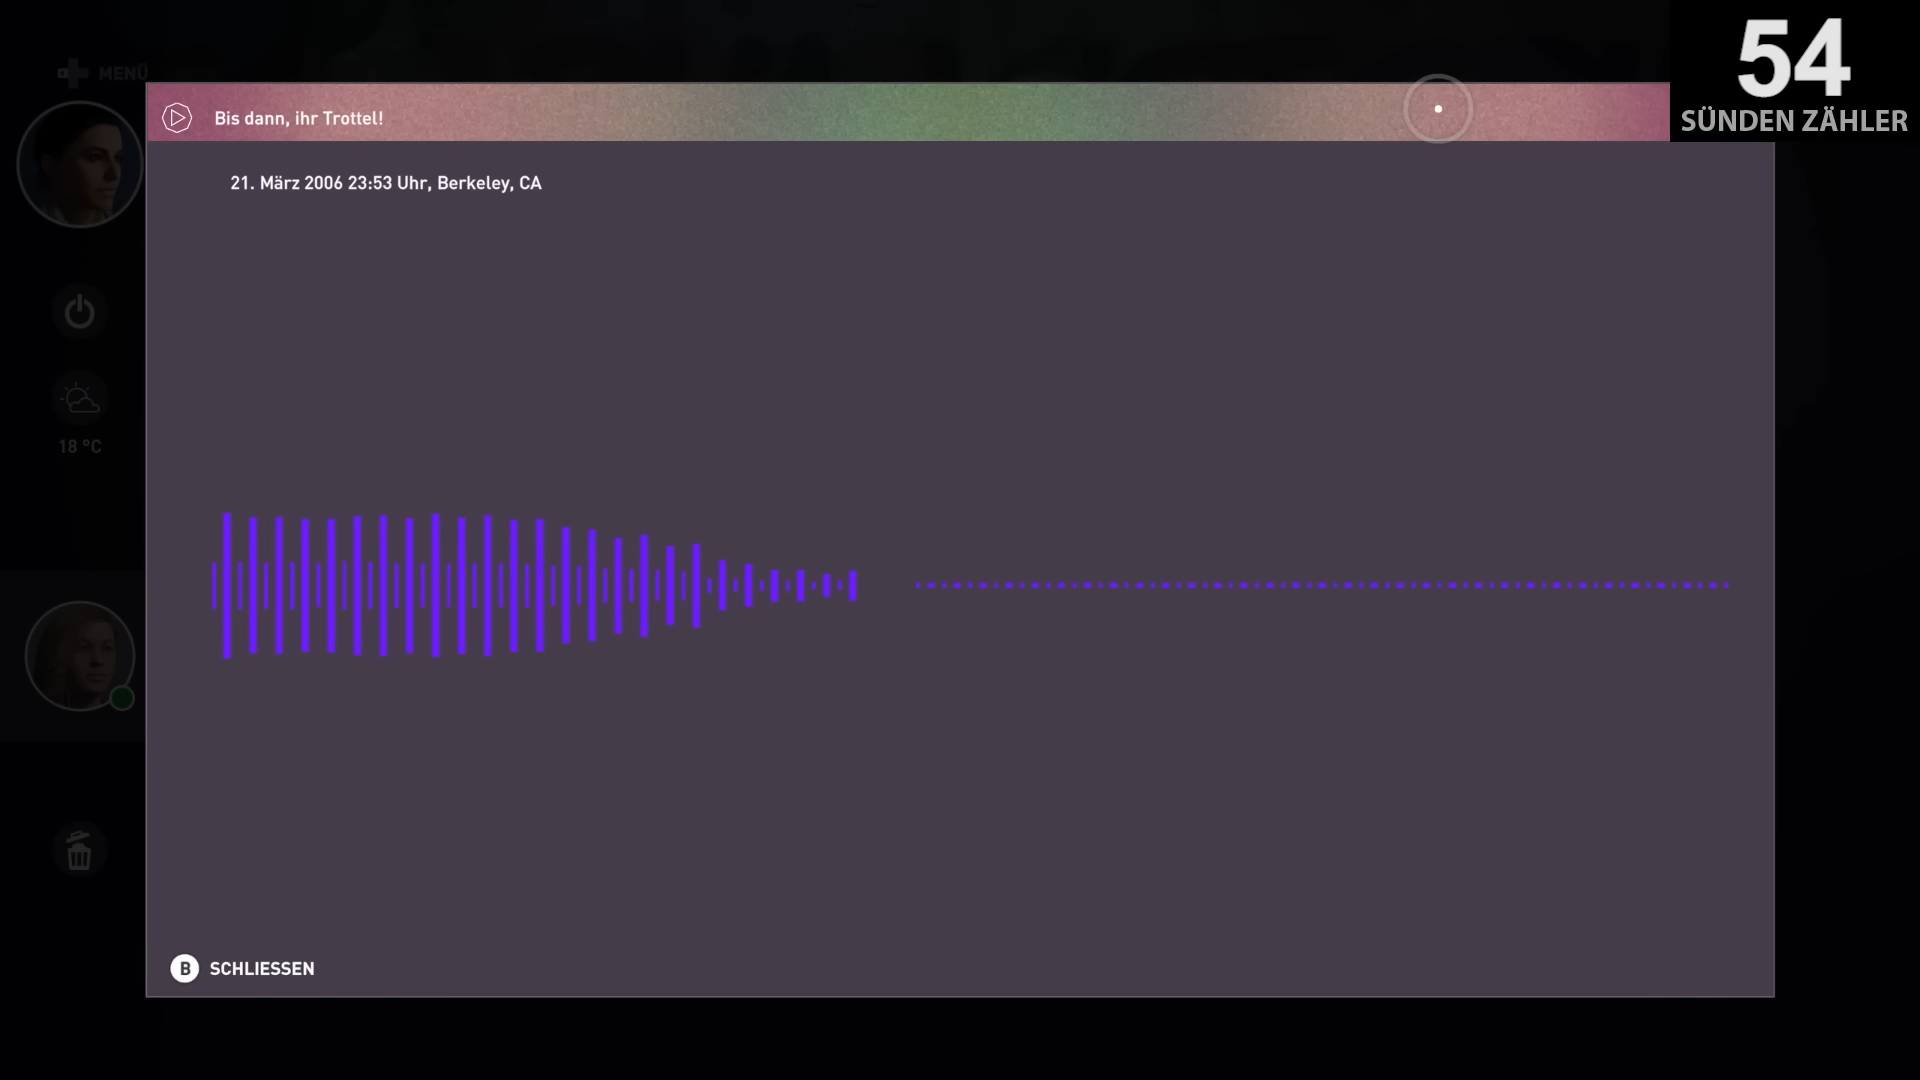 54
SÜNDEN ZÄHLER
MENÜ
Bis dann, ihr Trottel!
21. März 2006 23:53 Uhr, Berkeley, CA
18 °C
B SCHLIESSEN